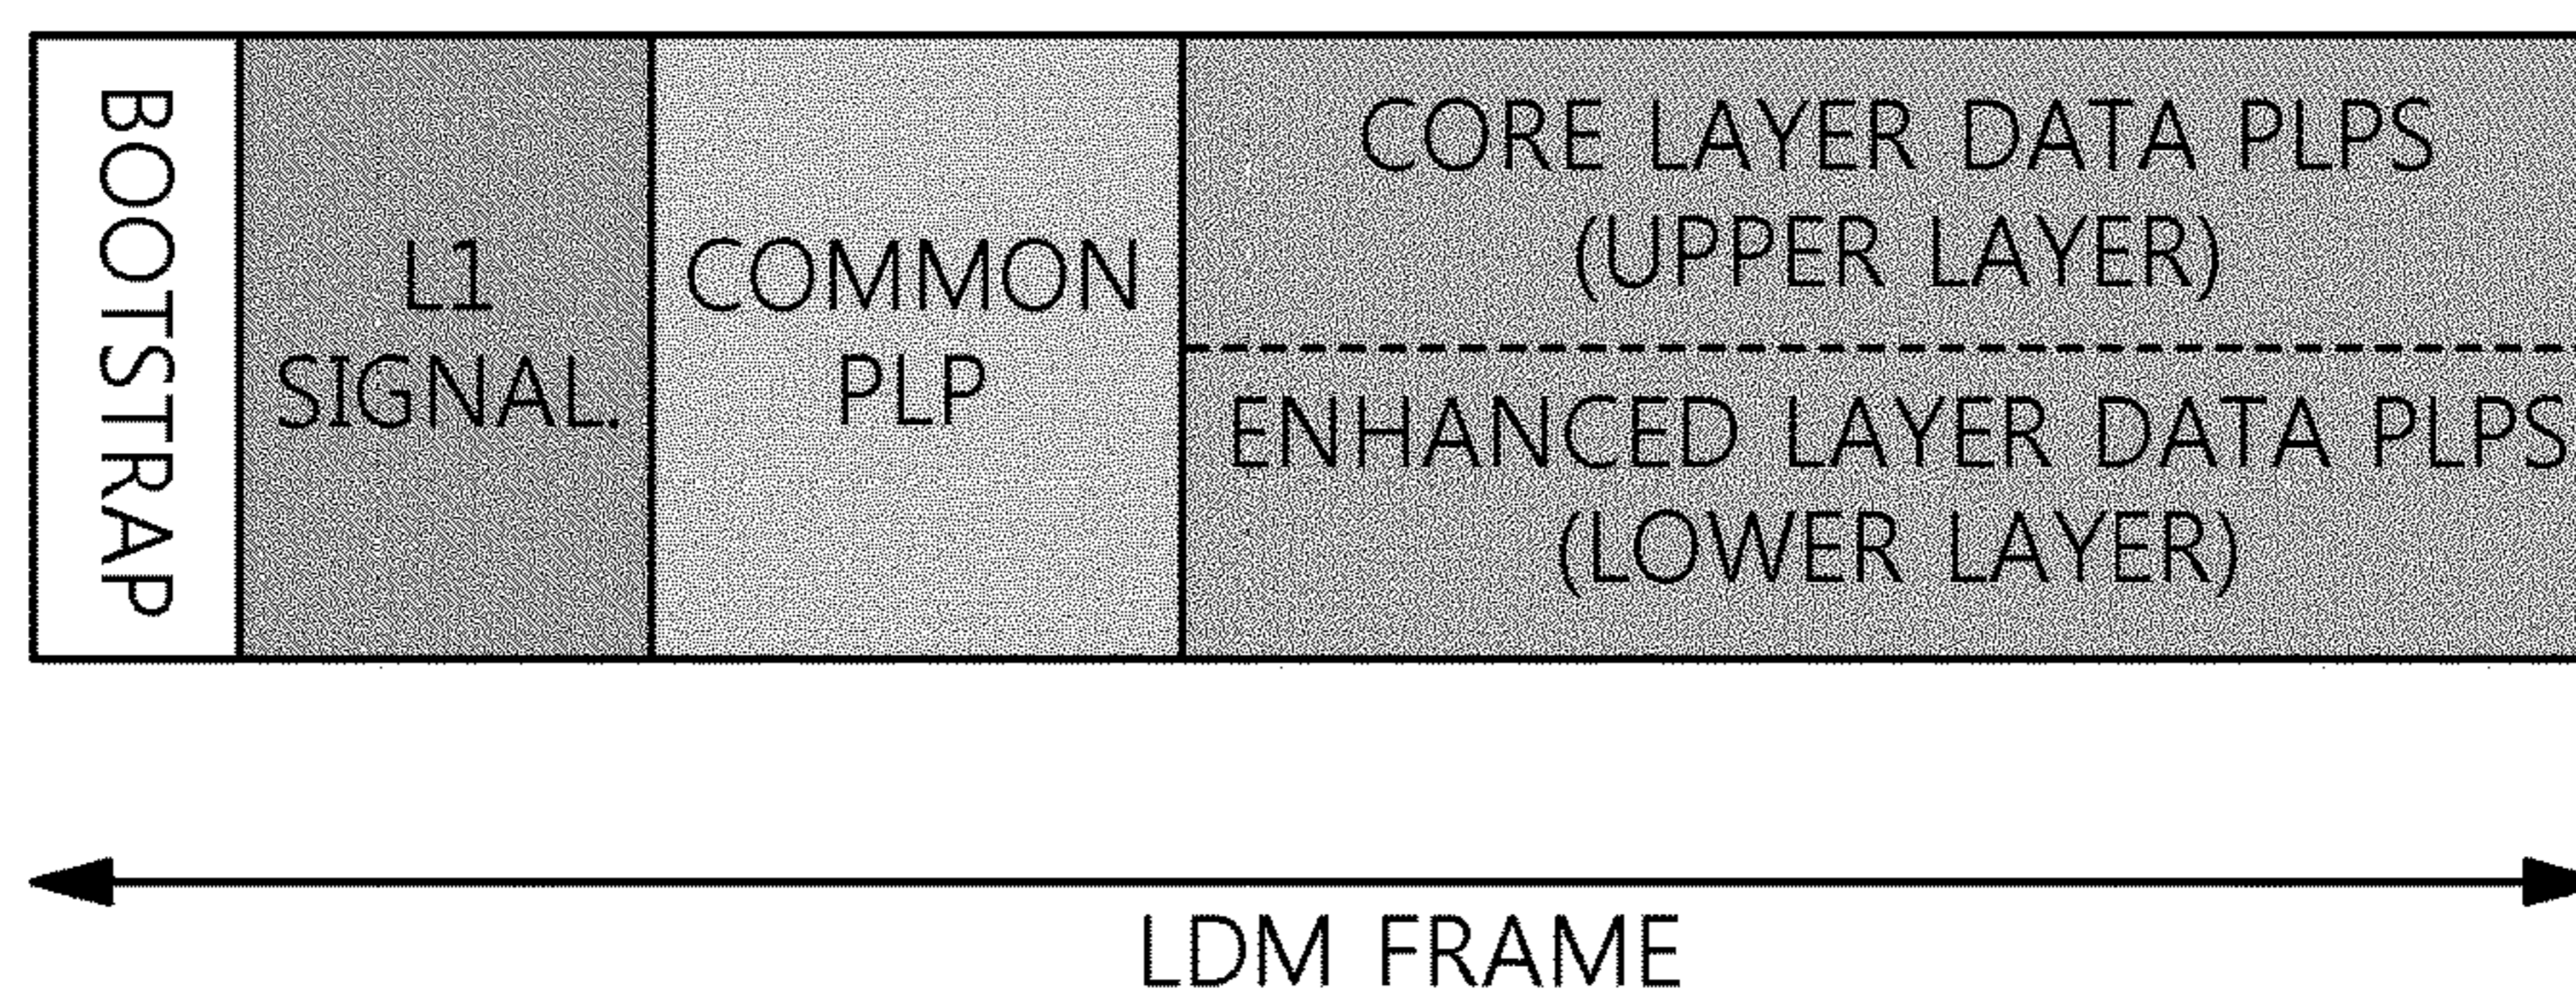 BOOTSTRAP
L1
SIGNAL.
COMMON
PLP
CORE LAYER DATA PLPS
(UPPER LAYER)
ENHANCED LAYER DATA PLPS
(LOWER LAYER)
LDM FRAME